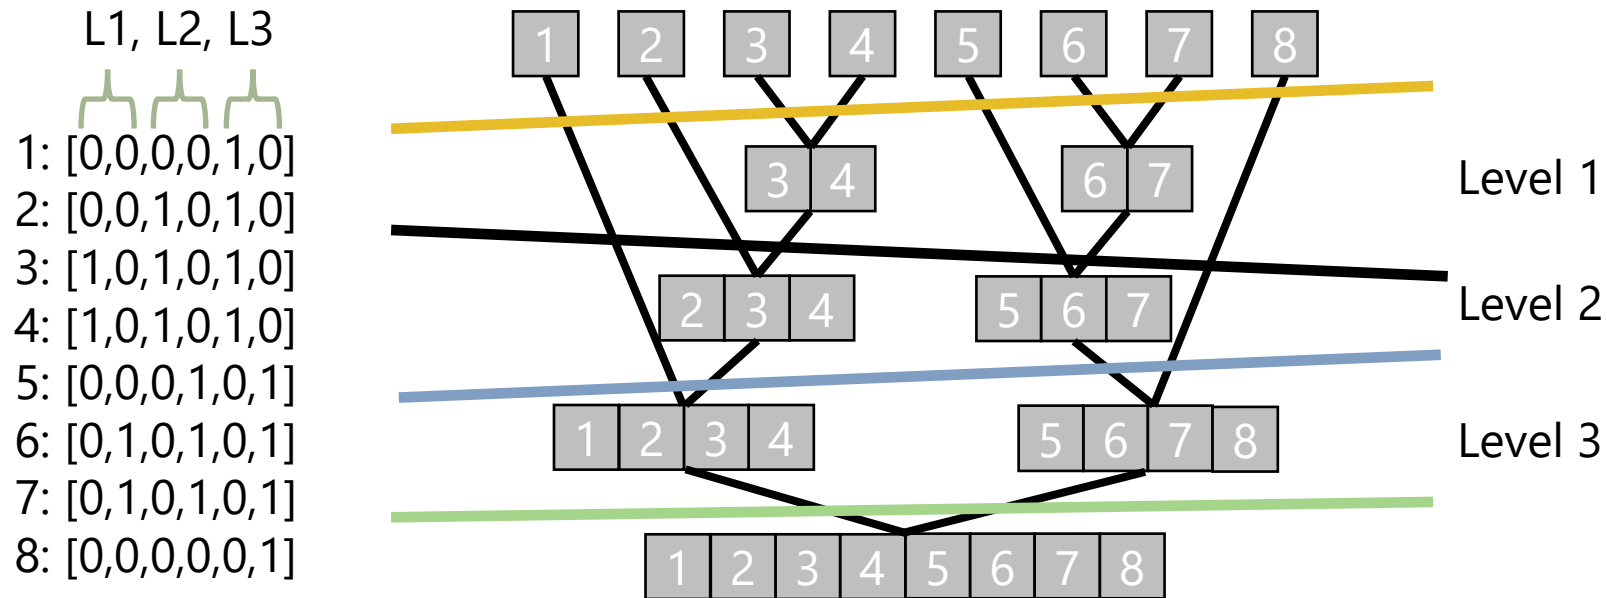 L1, L2, L3
1: [0,0,0,0,1,0]
2: [0,0,1,0,1,0]
3: [1,0,1,0,1,0]
4: [1,0,1,0,1,0]
5: [0,0,0,1,0,1]
6: [0,1,0,1,0,1]
7: [0,1,0,1,0,1]
8: [0,0,0,0,0,1]
1 2 3 4 5 6 7 8
3 4 6 7 Level 1
2 3 4 5 6 7 Level 2
1 2 3 4 5 6 7 8 Level 3
1 2 3 4 5 6 7 8